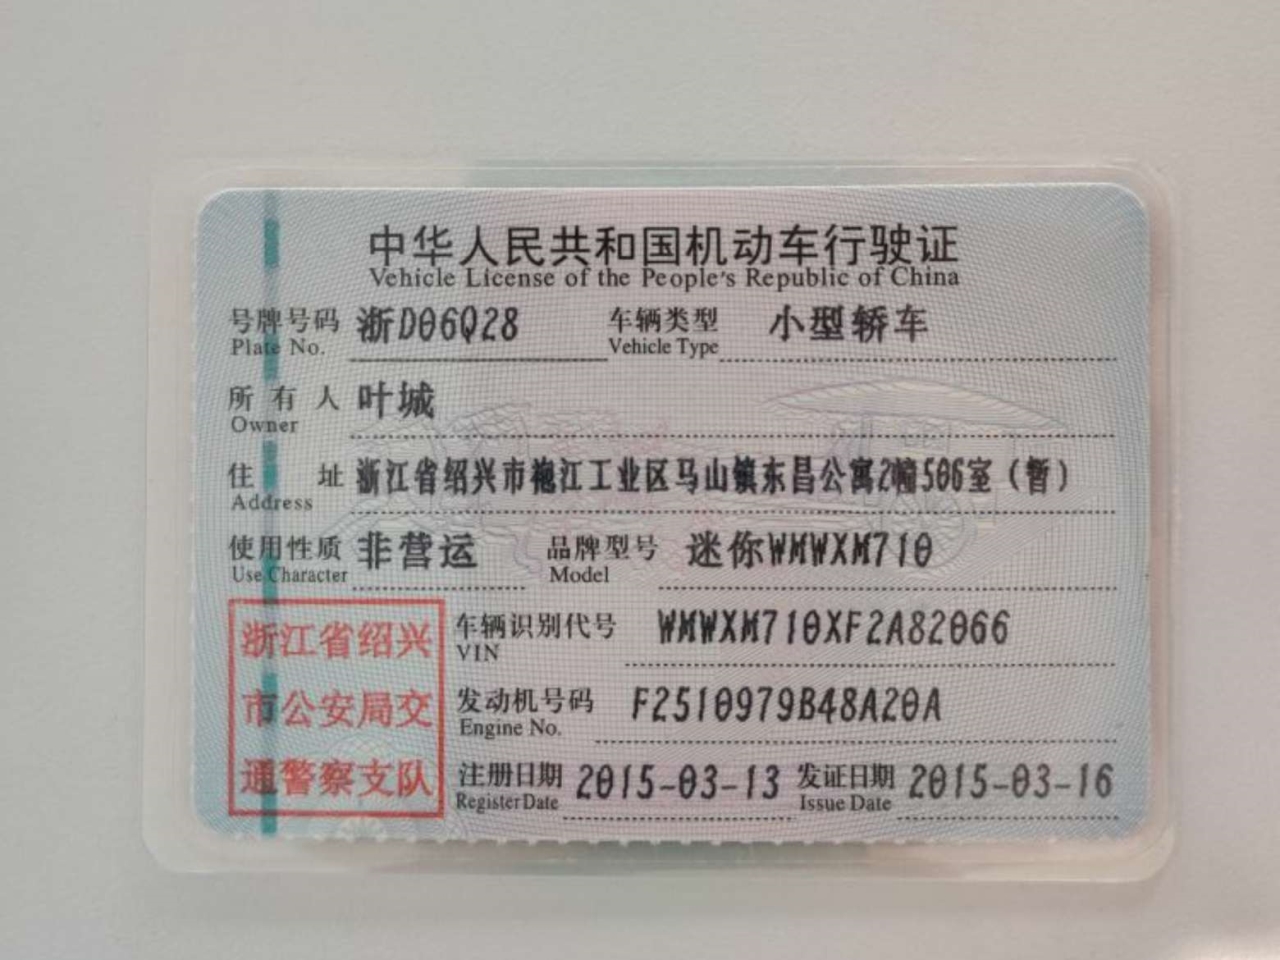 中华人民共和国机动车行驶证
Vehicle License of the People's Republic of China
号牌号码 浙D06Q28 车辆类型 小型轿车
Plate No. Vehicle Type
所有人 叶城
Owner
住址 浙江省绍兴市袍江工业区马山镇东昌公寓2幢506室（暂）
Address
使用性质 非营运 品牌型号 迷你WMWXM710
Use Character Model
浙江省绍兴
市公安局交
通警察支队
车辆识别代号 WMWXM710XF2A82066
VIN
发动机号码 F2510979B48A20A
Engine No.
注册日期 2015-03-13 发证日期 2015-03-16
Register Date Issue Date